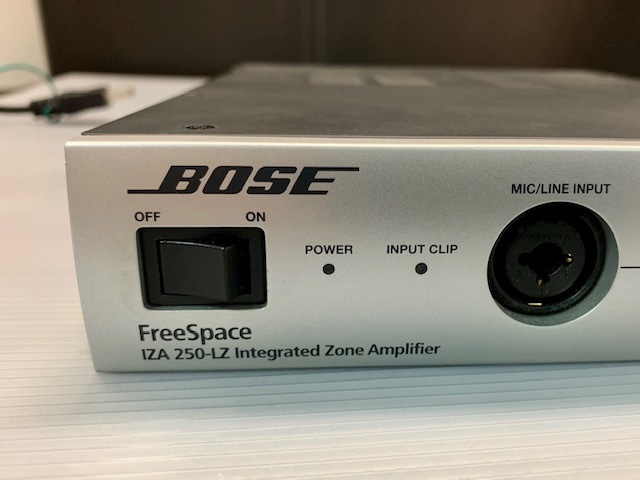 BOSE
MIC/LINE INPUT
OFF ON
POWER INPUT CLIP
FreeSpace
IZA 250-LZ Integrated Zone Amplifier